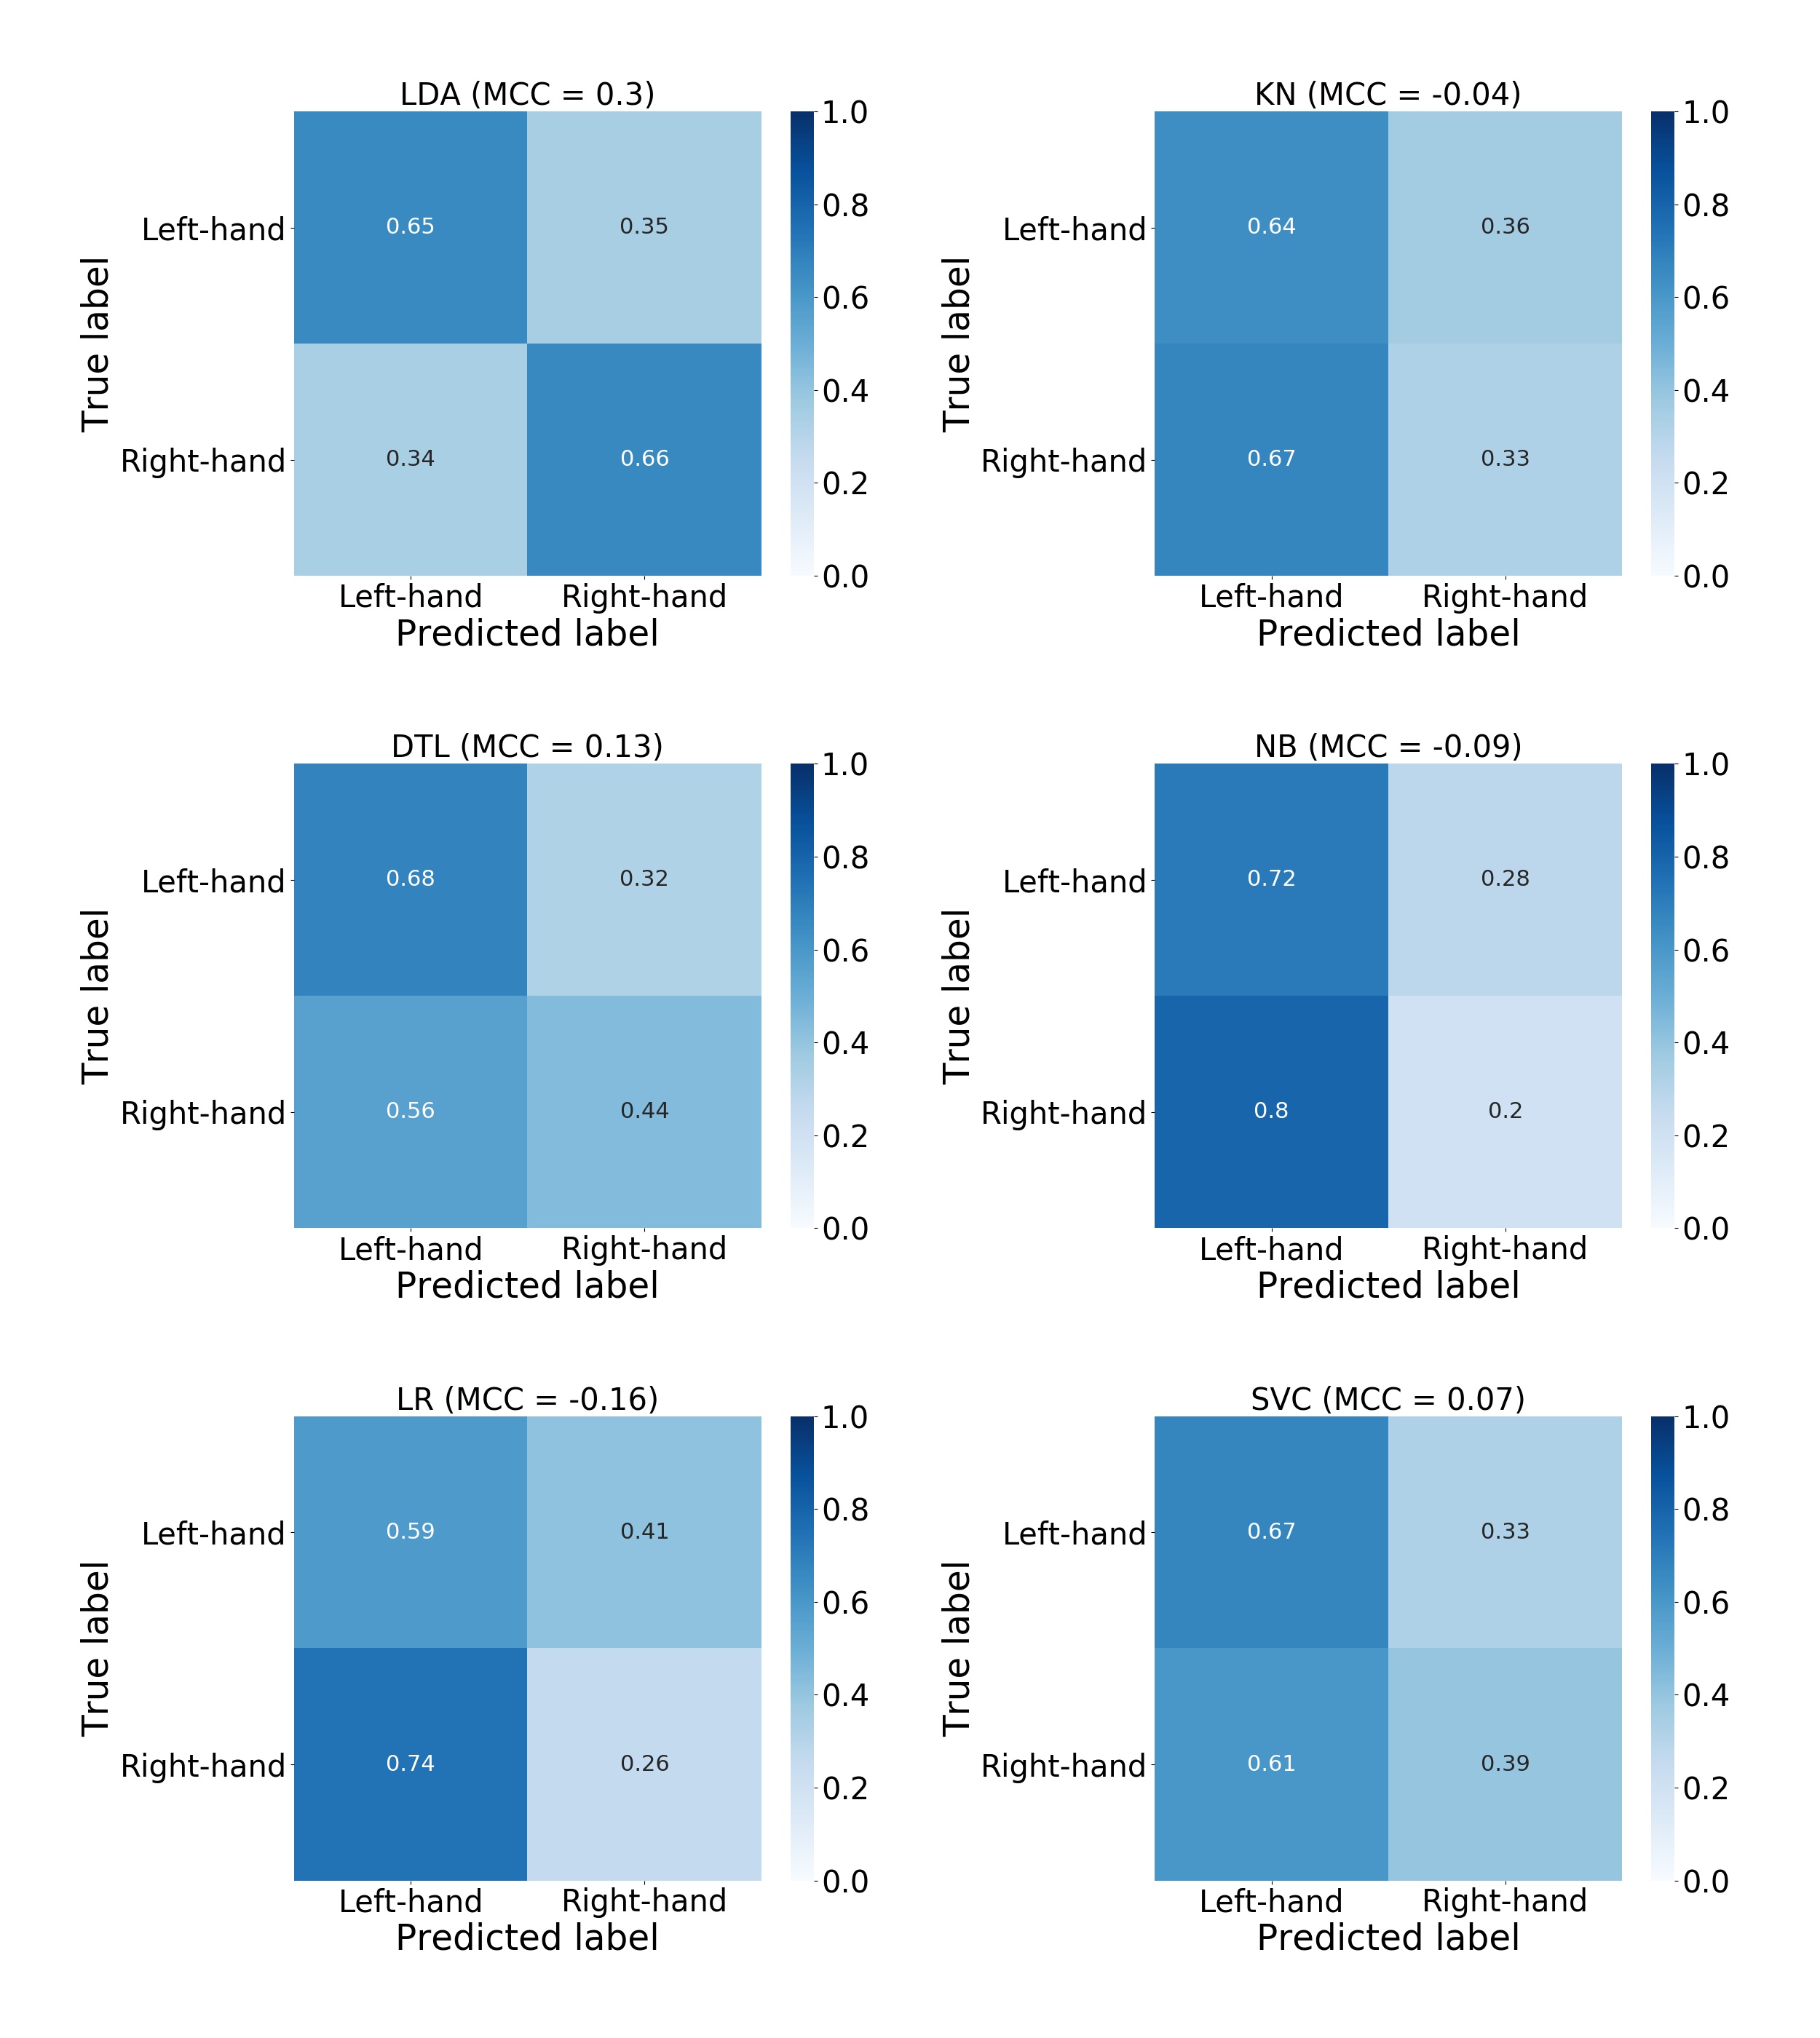 LDA (MCC = 0.3)
True label
Left-hand
Right-hand
0.65 0.35
0.34 0.66
Left-hand Right-hand
Predicted label
1.0
0.8
0.6
0.4
0.2
0.0
KN (MCC = -0.04)
True label
Left-hand
Right-hand
0.64 0.36
0.67 0.33
Left-hand Right-hand
Predicted label
1.0
0.8
0.6
0.4
0.2
0.0
DTL (MCC = 0.13)
True label
Left-hand
Right-hand
0.68 0.32
0.56 0.44
Left-hand Right-hand
Predicted label
1.0
0.8
0.6
0.4
0.2
0.0
NB (MCC = -0.09)
True label
Left-hand
Right-hand
0.72 0.28
0.8 0.2
Left-hand Right-hand
Predicted label
1.0
0.8
0.6
0.4
0.2
0.0
LR (MCC = -0.16)
True label
Left-hand
Right-hand
0.59 0.41
0.74 0.26
Left-hand Right-hand
Predicted label
1.0
0.8
0.6
0.4
0.2
0.0
SVC (MCC = 0.07)
True label
Left-hand
Right-hand
0.67 0.33
0.61 0.39
Left-hand Right-hand
Predicted label
1.0
0.8
0.6
0.4
0.2
0.0